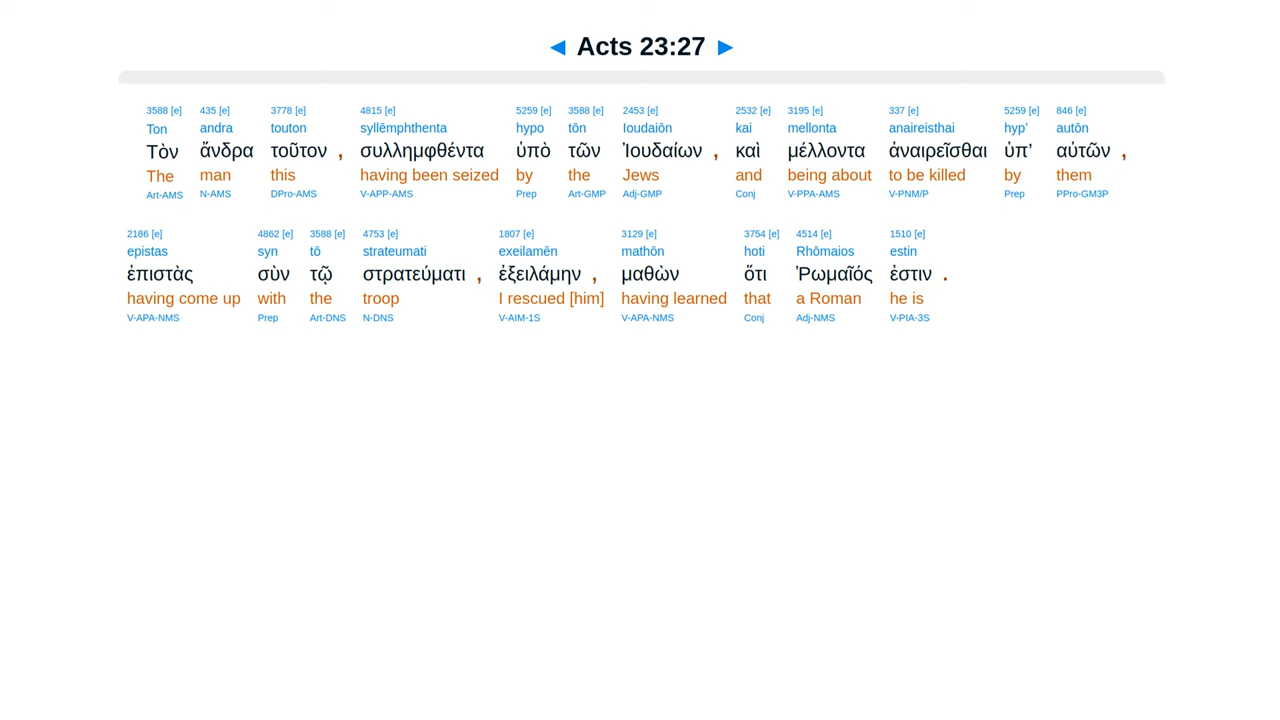 ◄ Acts 23:27 ►
3588 [e] 435 [e] 3778 [e] 4815 [e] 5259 [e] 3588 [e] 2453 [e] 2532 [e] 3195 [e] 337 [e] 5259 [e] 846 [e]
Ton andra touton syllēmphthenta hypo tōn Ioudaiōn kai mellonta anaireisthai hyp’ autōn
Τὸν ἄνδρα τοῦτον , συλλημφθέντα ὑπὸ τῶν Ἰουδαίων , καὶ μέλλοντα ἀναιρεῖσθαι ὑπ’ αὐτῶν ,
The man this having been seized by the Jews and being about to be killed by them
Art-AMS N-AMS DPro-AMS V-APP-AMS Prep Art-GMP Adj-GMP Conj V-PPA-AMS V-PNM/P Prep PPro-GM3P
2186 [e] 4862 [e] 3588 [e] 4753 [e] 1807 [e] 3129 [e] 3754 [e] 4514 [e] 1510 [e]
epistas syn tō strateumati exeilamēn mathōn hoti Rhōmaios estin
ἐπιστὰς σὺν τῷ στρατεύματι , ἐξειλάμην , μαθὼν ὅτι Ῥωμαῖός ἐστιν .
having come up with the troop I rescued [him] having learned that a Roman he is
V-APA-NMS Prep Art-DNS N-DNS V-AIM-1S V-APA-NMS Conj Adj-NMS V-PIA-3S